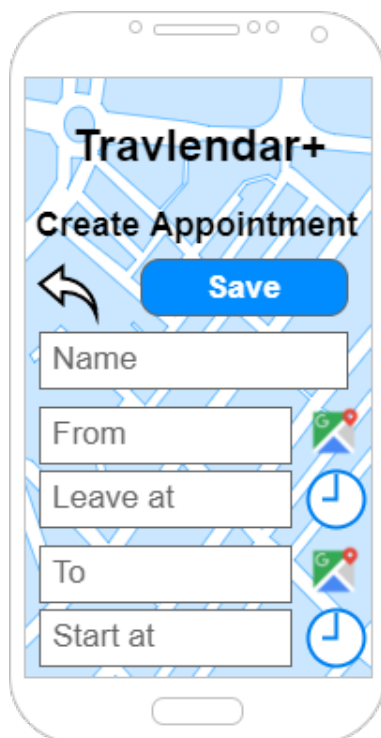 Travlendar+
Create Appointment
Save
Name
From
G
Leave at
To
G
Start at